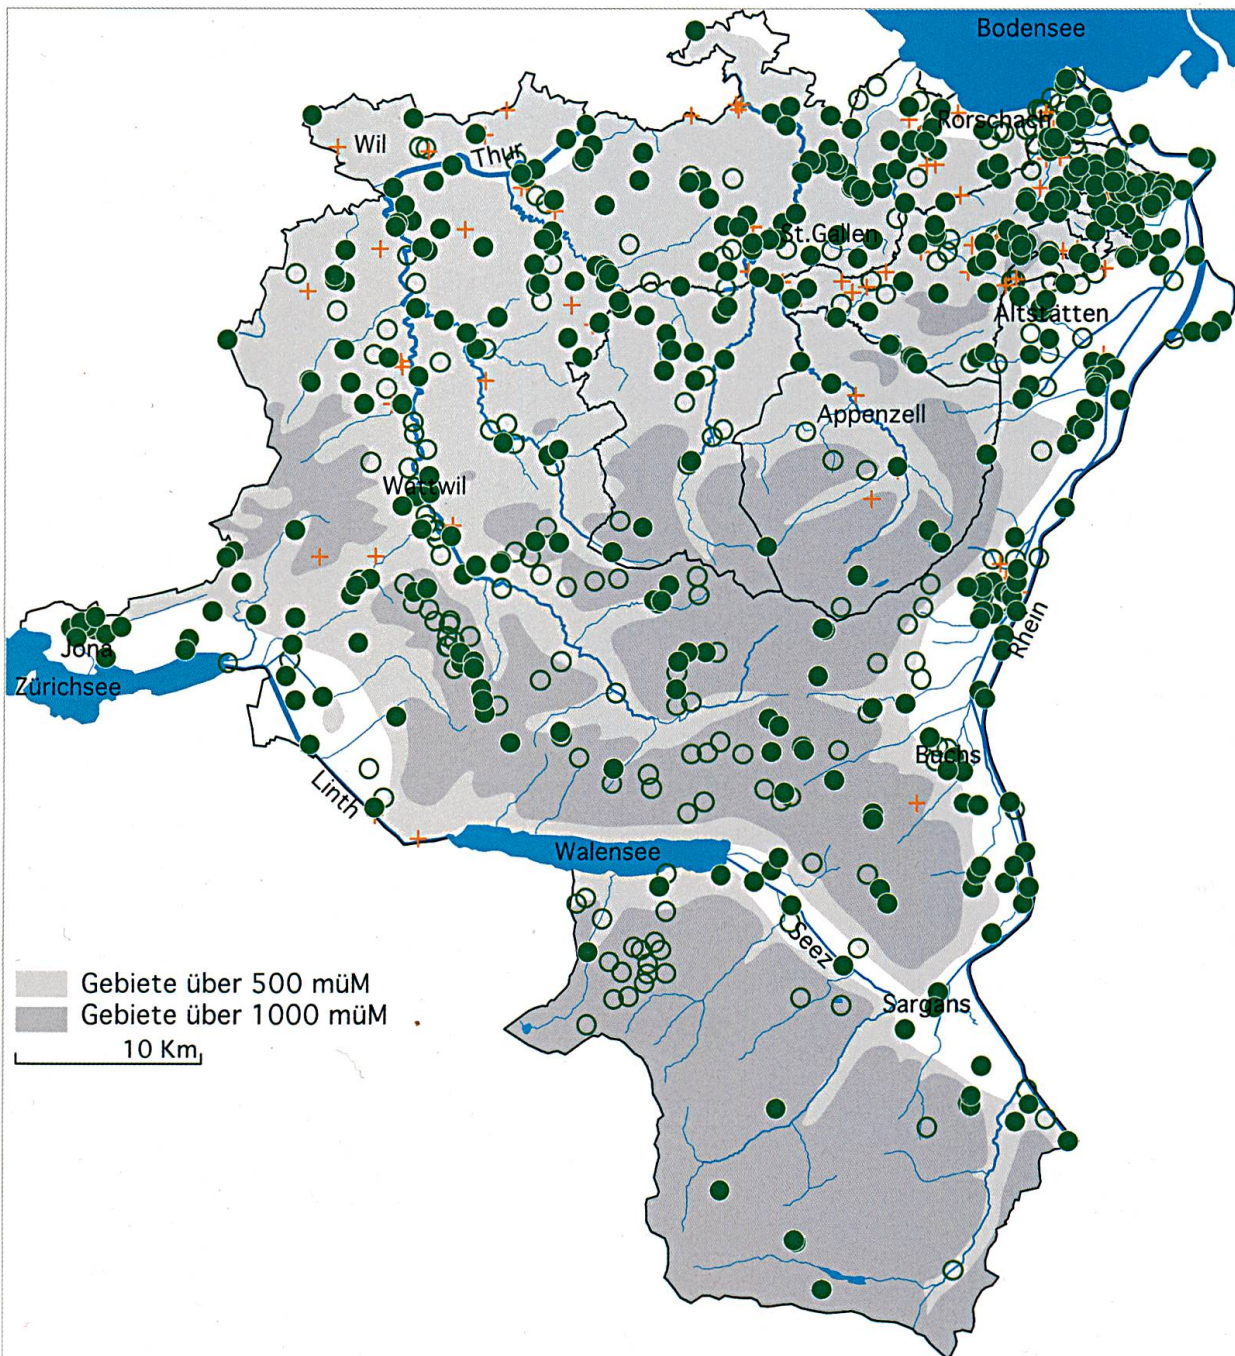 Bodensee
Rorschach
Wil
Thur
St.Gallen
Altstätten
Appenzell
Wattwil
Rhein
Jona
Zürichsee
Buchs
Linth
Walensee
Seez
Sargans
Gebiete über 500 müM
Gebiete über 1000 müM
10 Km